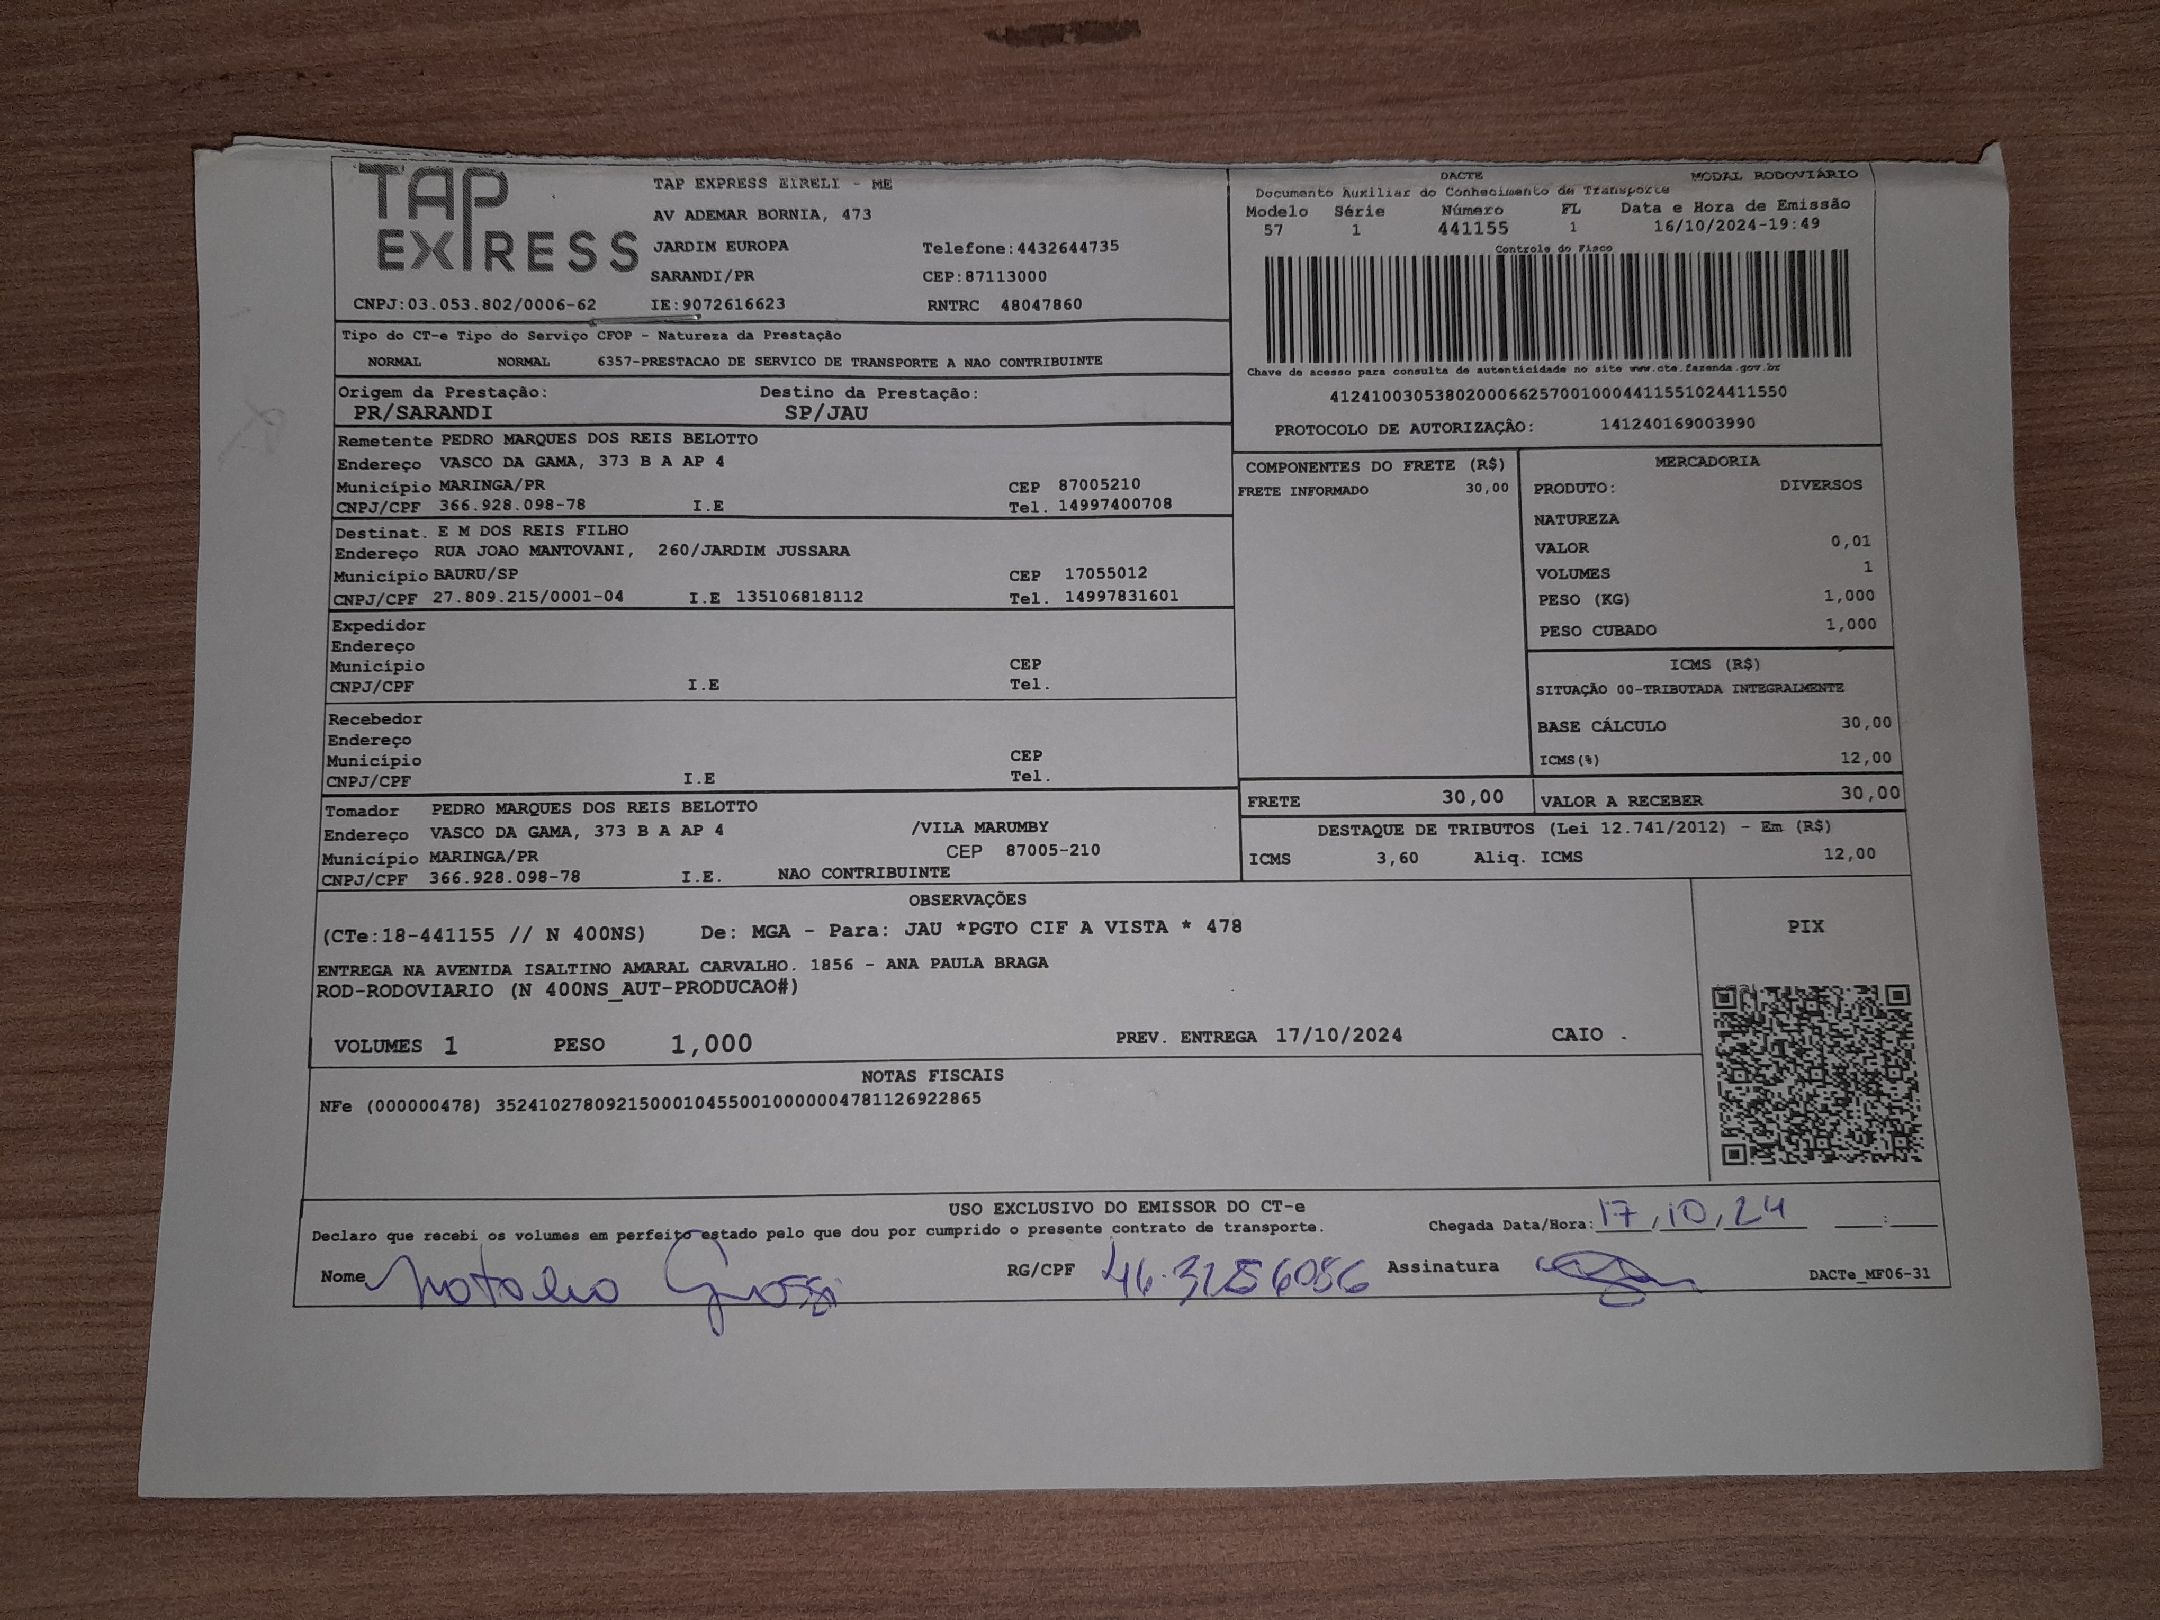 TAP EXPRESS
TAP EXPRESS EIRELI - ME
AV ADEMAR BORNIA, 473
JARDIM EUROPA Telefone:4432644735
SARANDI/PR CEP:87113000
CNPJ:03.053.802/0006-62 IE:9072616623 RNTRC 48047860
DACTE MODAL RODOVIÁRIO
Documento Auxiliar do Conhecimento de Transporte
Modelo Série Número FL Data e Hora de Emissão
57 1 441155 1 16/10/2024-19:49
Controle do Fisco
Chave de acesso para consulta de autenticidade no site www.cte.fazenda.gov.br
41241003053802000662570010004411551024411550
PROTOCOLO DE AUTORIZAÇÃO: 141240169003990
Tipo do CT-e Tipo do Serviço CFOP - Natureza da Prestação
NORMAL NORMAL 6357-PRESTACAO DE SERVICO DE TRANSPORTE A NAO CONTRIBUINTE
Origem da Prestação: Destino da Prestação:
PR/SARANDI SP/JAU
Remetente PEDRO MARQUES DOS REIS BELOTTO
Endereço VASCO DA GAMA, 373 B A AP 4
Município MARINGA/PR CEP 87005210
CNPJ/CPF 366.928.098-78 I.E Tel. 14997400708
Destinat. E M DOS REIS FILHO
Endereço RUA JOAO MANTOVANI, 260/JARDIM JUSSARA
Município BAURU/SP CEP 17055012
CNPJ/CPF 27.809.215/0001-04 I.E 135106818112 Tel. 14997831601
Expedidor
Endereço
Município CEP
CNPJ/CPF I.E Tel.
Recebedor
Endereço
Município CEP
CNPJ/CPF I.E Tel.
Tomador PEDRO MARQUES DOS REIS BELOTTO
Endereço VASCO DA GAMA, 373 B A AP 4 /VILA MARUMBY
Município MARINGA/PR CEP 87005-210
CNPJ/CPF 366.928.098-78 I.E. NAO CONTRIBUINTE
COMPONENTES DO FRETE (R$)
FRETE INFORMADO 30,00
MERCADORIA
PRODUTO: DIVERSOS
NATUREZA
VALOR 0,01
VOLUMES 1
PESO (KG) 1,000
PESO CUBADO 1,000
ICMS (R$)
SITUAÇÃO 00-TRIBUTADA INTEGRALMENTE
BASE CÁLCULO 30,00
ICMS(%) 12,00
FRETE 30,00 VALOR A RECEBER 30,00
DESTAQUE DE TRIBUTOS (Lei 12.741/2012) - Em (R$)
ICMS 3,60 Aliq. ICMS 12,00
OBSERVAÇÕES
(CTe:18-441155 // N 400NS) De: MGA - Para: JAU *PGTO CIF A VISTA * 478
ENTREGA NA AVENIDA ISALTINO AMARAL CARVALHO. 1856 - ANA PAULA BRAGA
ROD-RODOVIARIO (N 400NS_AUT-PRODUCAO#)
VOLUMES 1 PESO 1,000 PREV. ENTREGA 17/10/2024 CAIO .
PIX
NOTAS FISCAIS
NFe (000000478) 35241027809215000104550010000004781126922865
USO EXCLUSIVO DO EMISSOR DO CT-e
Declaro que recebi os volumes em perfeito estado pelo que dou por cumprido o presente contrato de transporte. Chegada Data/Hora: 17/10/24 __:__
Nome RG/CPF Assinatura DACTe_MF06-31